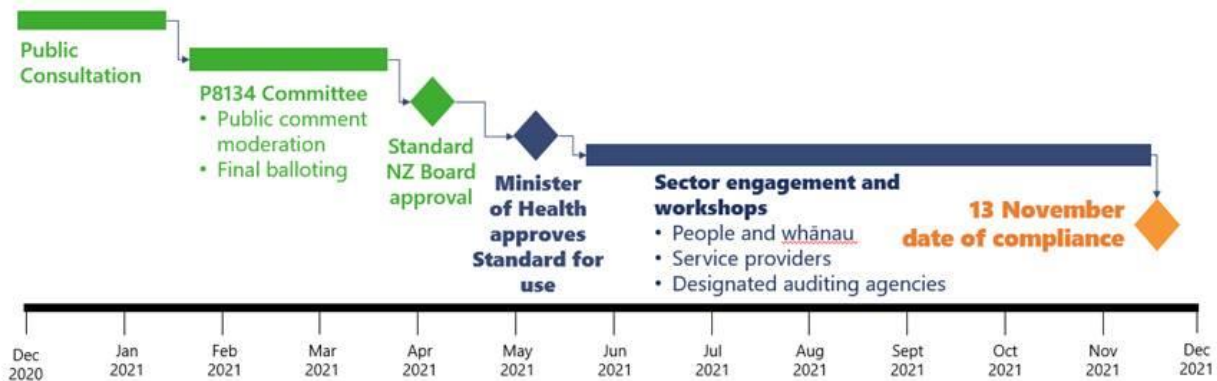 Public
Consultation
P8134 Committee
• Public comment
moderation
• Final balloting
Standard
NZ Board
approval
Minister
of Health
approves
Standard for
use
Sector engagement and
workshops
• People and whānau
• Service providers
• Designated auditing agencies
13 November
date of compliance
Dec
2020
Jan
2021
Feb
2021
Mar
2021
Apr
2021
May
2021
Jun
2021
Jul
2021
Aug
2021
Sept
2021
Oct
2021
Nov
2021
Dec
2021